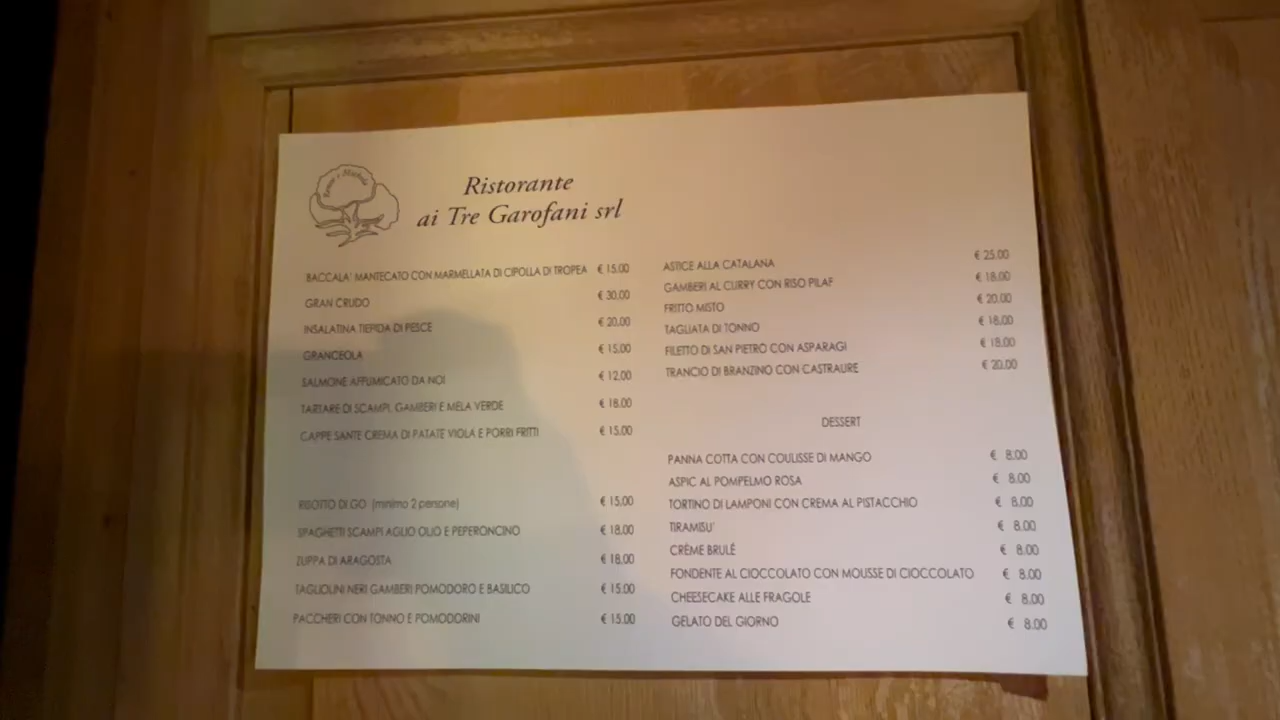 Ristorante
ai Tre Garofani srl
BACCALA' MANTECATO CON MARMELLATA DI CIPOLLA DI TROPEA € 15.00
GRAN CRUDO € 30.00
INSALATINA TIEPIDA DI PESCE € 20.00
GRANCEOLA € 15.00
SALMONE AFFUMICATO DA NOI € 12.00
TARTARE DI SCAMPI, GAMBERI E MELA VERDE € 18.00
CAPPE SANTE CREMA DI PATATE VIOLA E PORRI FRITTI € 15.00
RISOTTO DI GO (minimo 2 persone) € 15.00
SPAGHETTI SCAMPI AGLIO OLIO E PEPERONCINO € 18.00
ZUPPA DI ARAGOSTA € 18.00
TAGLIOLINI NERI GAMBERI POMODORO E BASILICO € 15.00
PACCHERI CON TONNO E POMODORINI € 15.00
ASTICE ALLA CATALANA € 25.00
GAMBERI AL CURRY CON RISO PILAF € 18.00
FRITTO MISTO € 20.00
TAGLIATA DI TONNO € 18.00
FILETTO DI SAN PIETRO CON ASPARAGI € 18.00
TRANCIO DI BRANZINO CON CASTRAURE € 20.00
DESSERT
PANNA COTTA CON COULISSE DI MANGO € 8.00
ASPIC AL POMPELMO ROSA € 8.00
TORTINO DI LAMPONI CON CREMA AL PISTACCHIO € 8.00
TIRAMISU' € 8.00
CRÈME BRULÉ € 8.00
FONDENTE AL CIOCCOLATO CON MOUSSE DI CIOCCOLATO € 8.00
CHEESECAKE ALLE FRAGOLE € 8.00
GELATO DEL GIORNO € 8.00